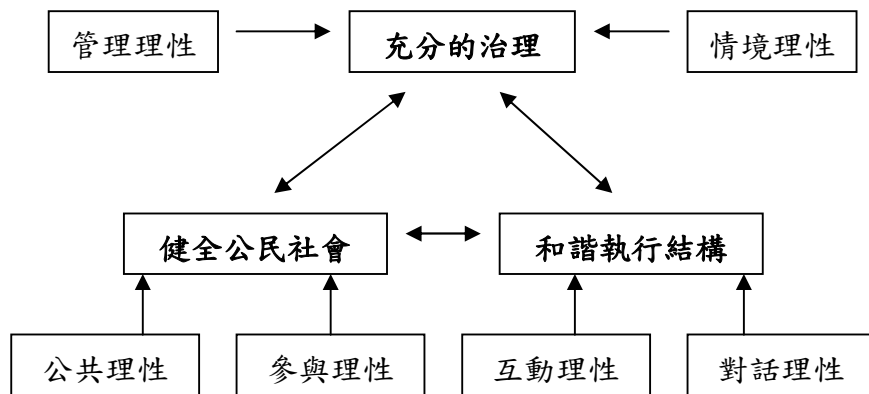 管理理性
充分的治理
情境理性
健全公民社會
和諧執行結構
公共理性
參與理性
互動理性
對話理性